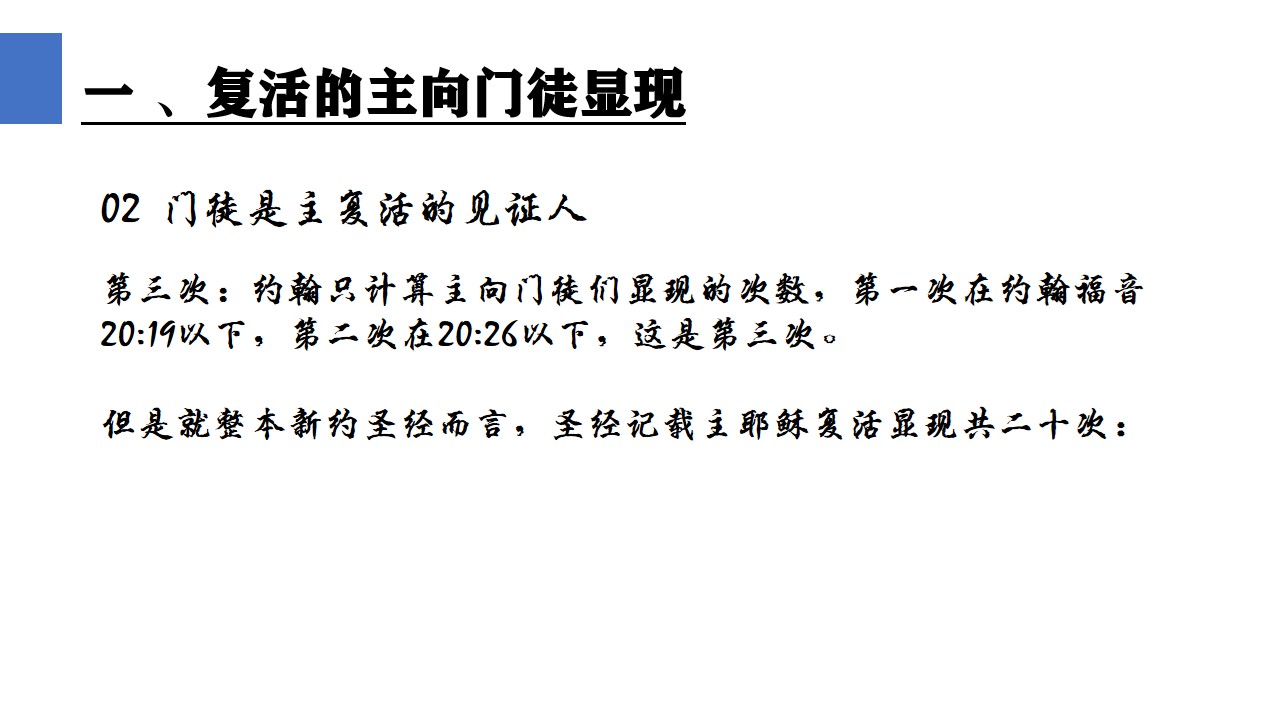 一 、复活的主向门徒显现
02 门徒是主复活的见证人
第三次：约翰只计算主向门徒们显现的次数，第一次在约翰福音
20:19以下，第二次在20:26以下，这是第三次。
但是就整本新约圣经而言，圣经记载主耶稣复活显现共二十次：